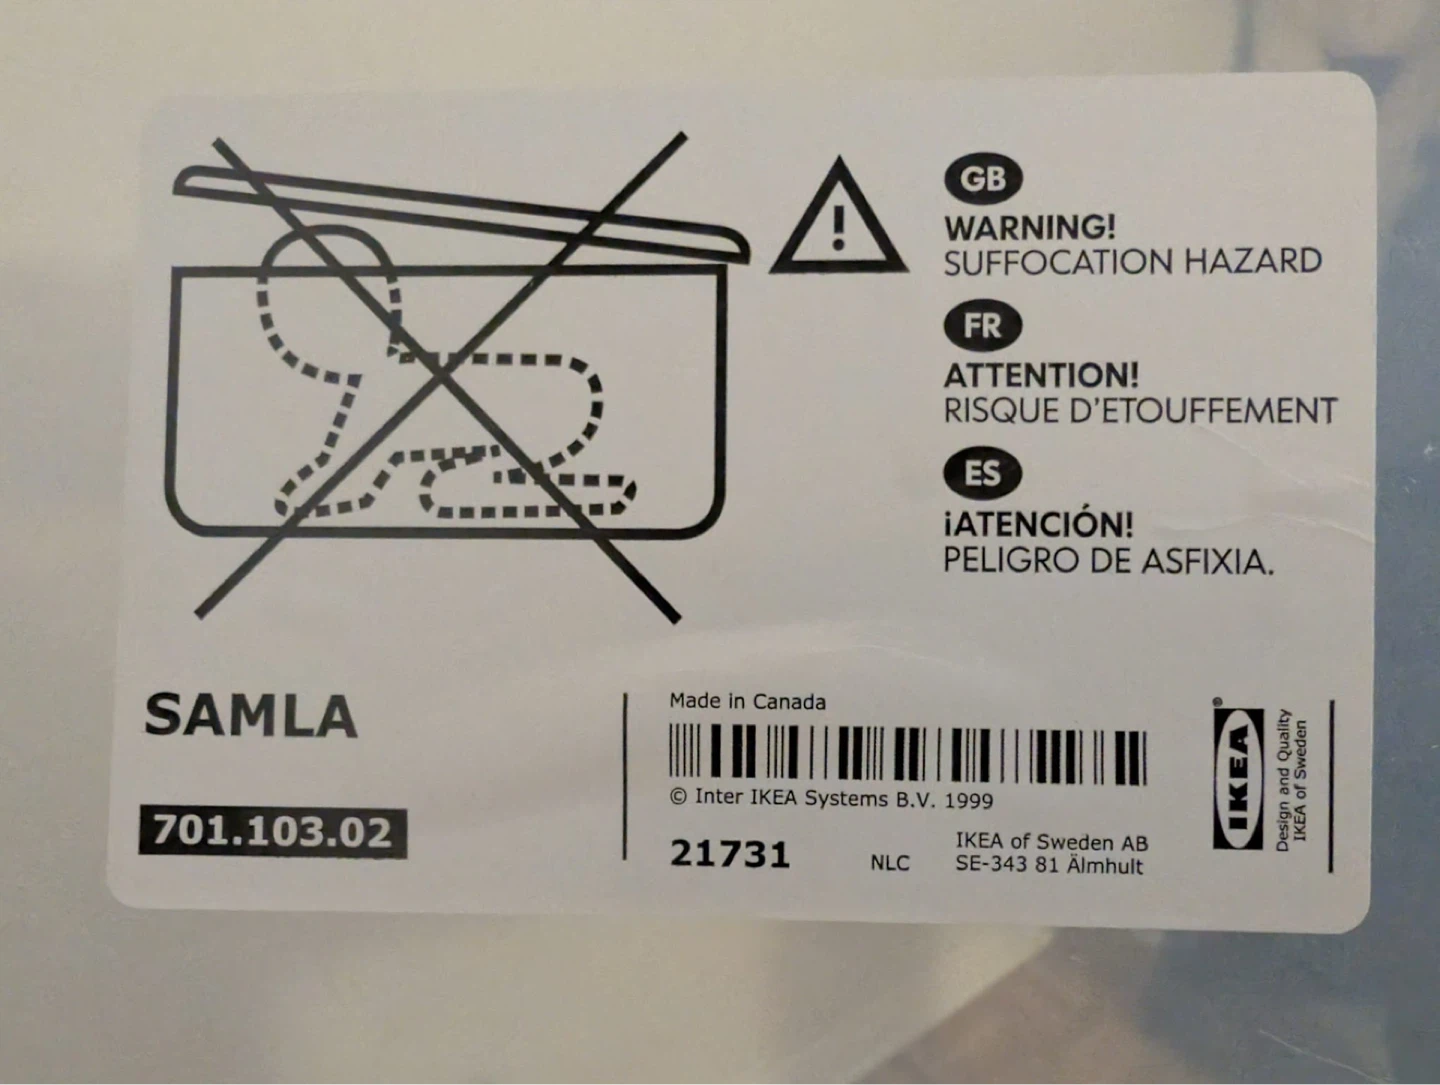 GB
WARNING!
SUFFOCATION HAZARD
FR
ATTENTION!
RISQUE D'ETOUFFEMENT
ES
¡ATENCIÓN!
PELIGRO DE ASFIXIA.
SAMLA
701.103.02
Made in Canada
© Inter IKEA Systems B.V. 1999
21731
NLC
IKEA of Sweden AB
SE-343 81 Älmhult
IKEA®
Design and Quality
IKEA of Sweden